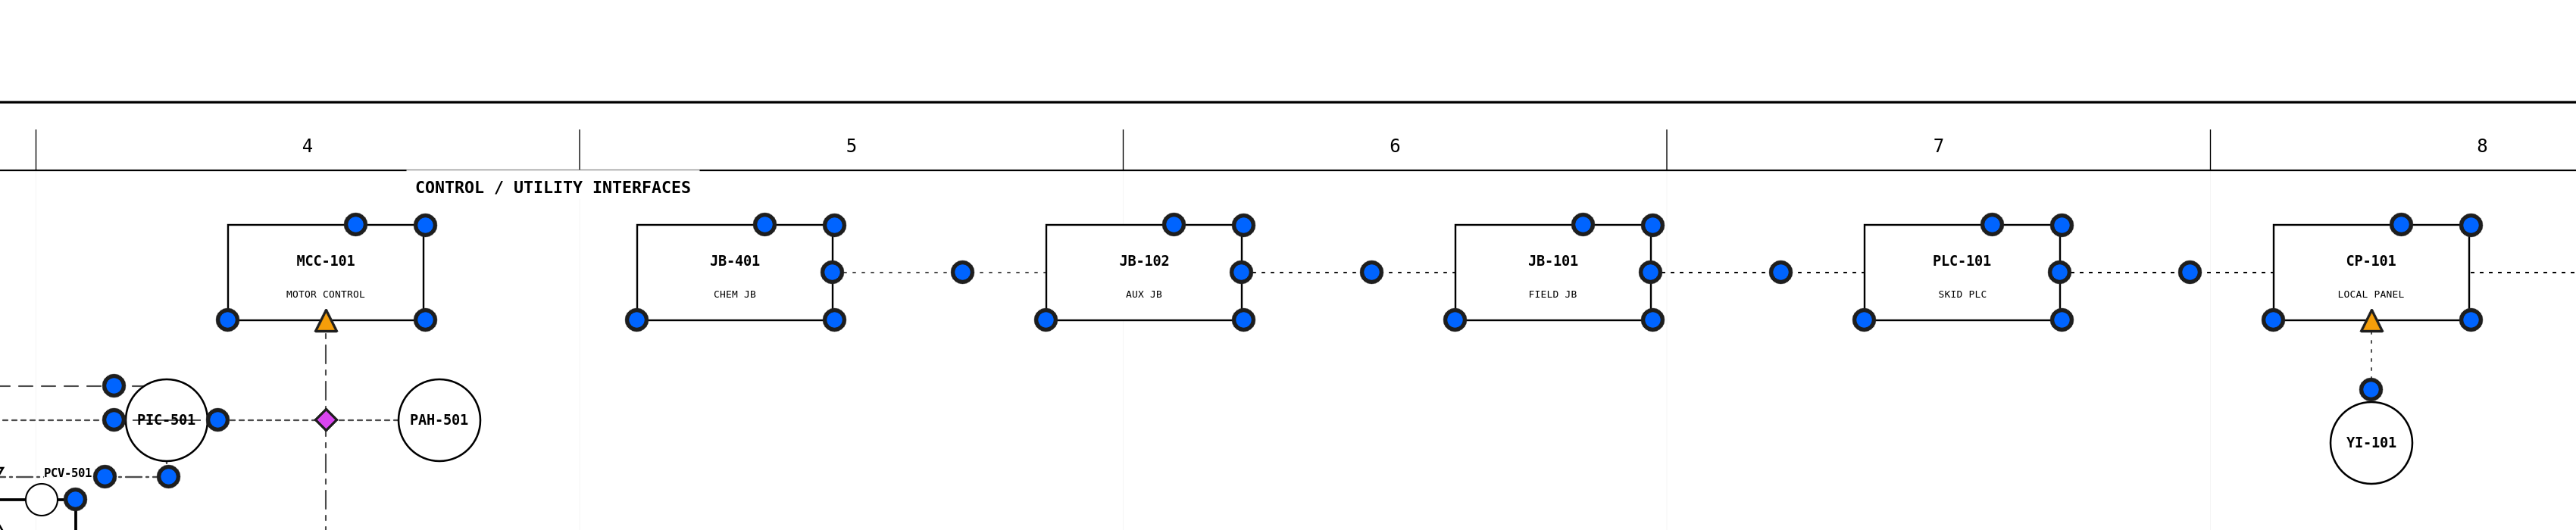 4 5 6 7 8
CONTROL / UTILITY INTERFACES
MCC-101
MOTOR CONTROL
JB-401
CHEM JB
JB-102
AUX JB
JB-101
FIELD JB
PLC-101
SKID PLC
CP-101
LOCAL PANEL
PIC-501
PAH-501
YI-101
PCV-501